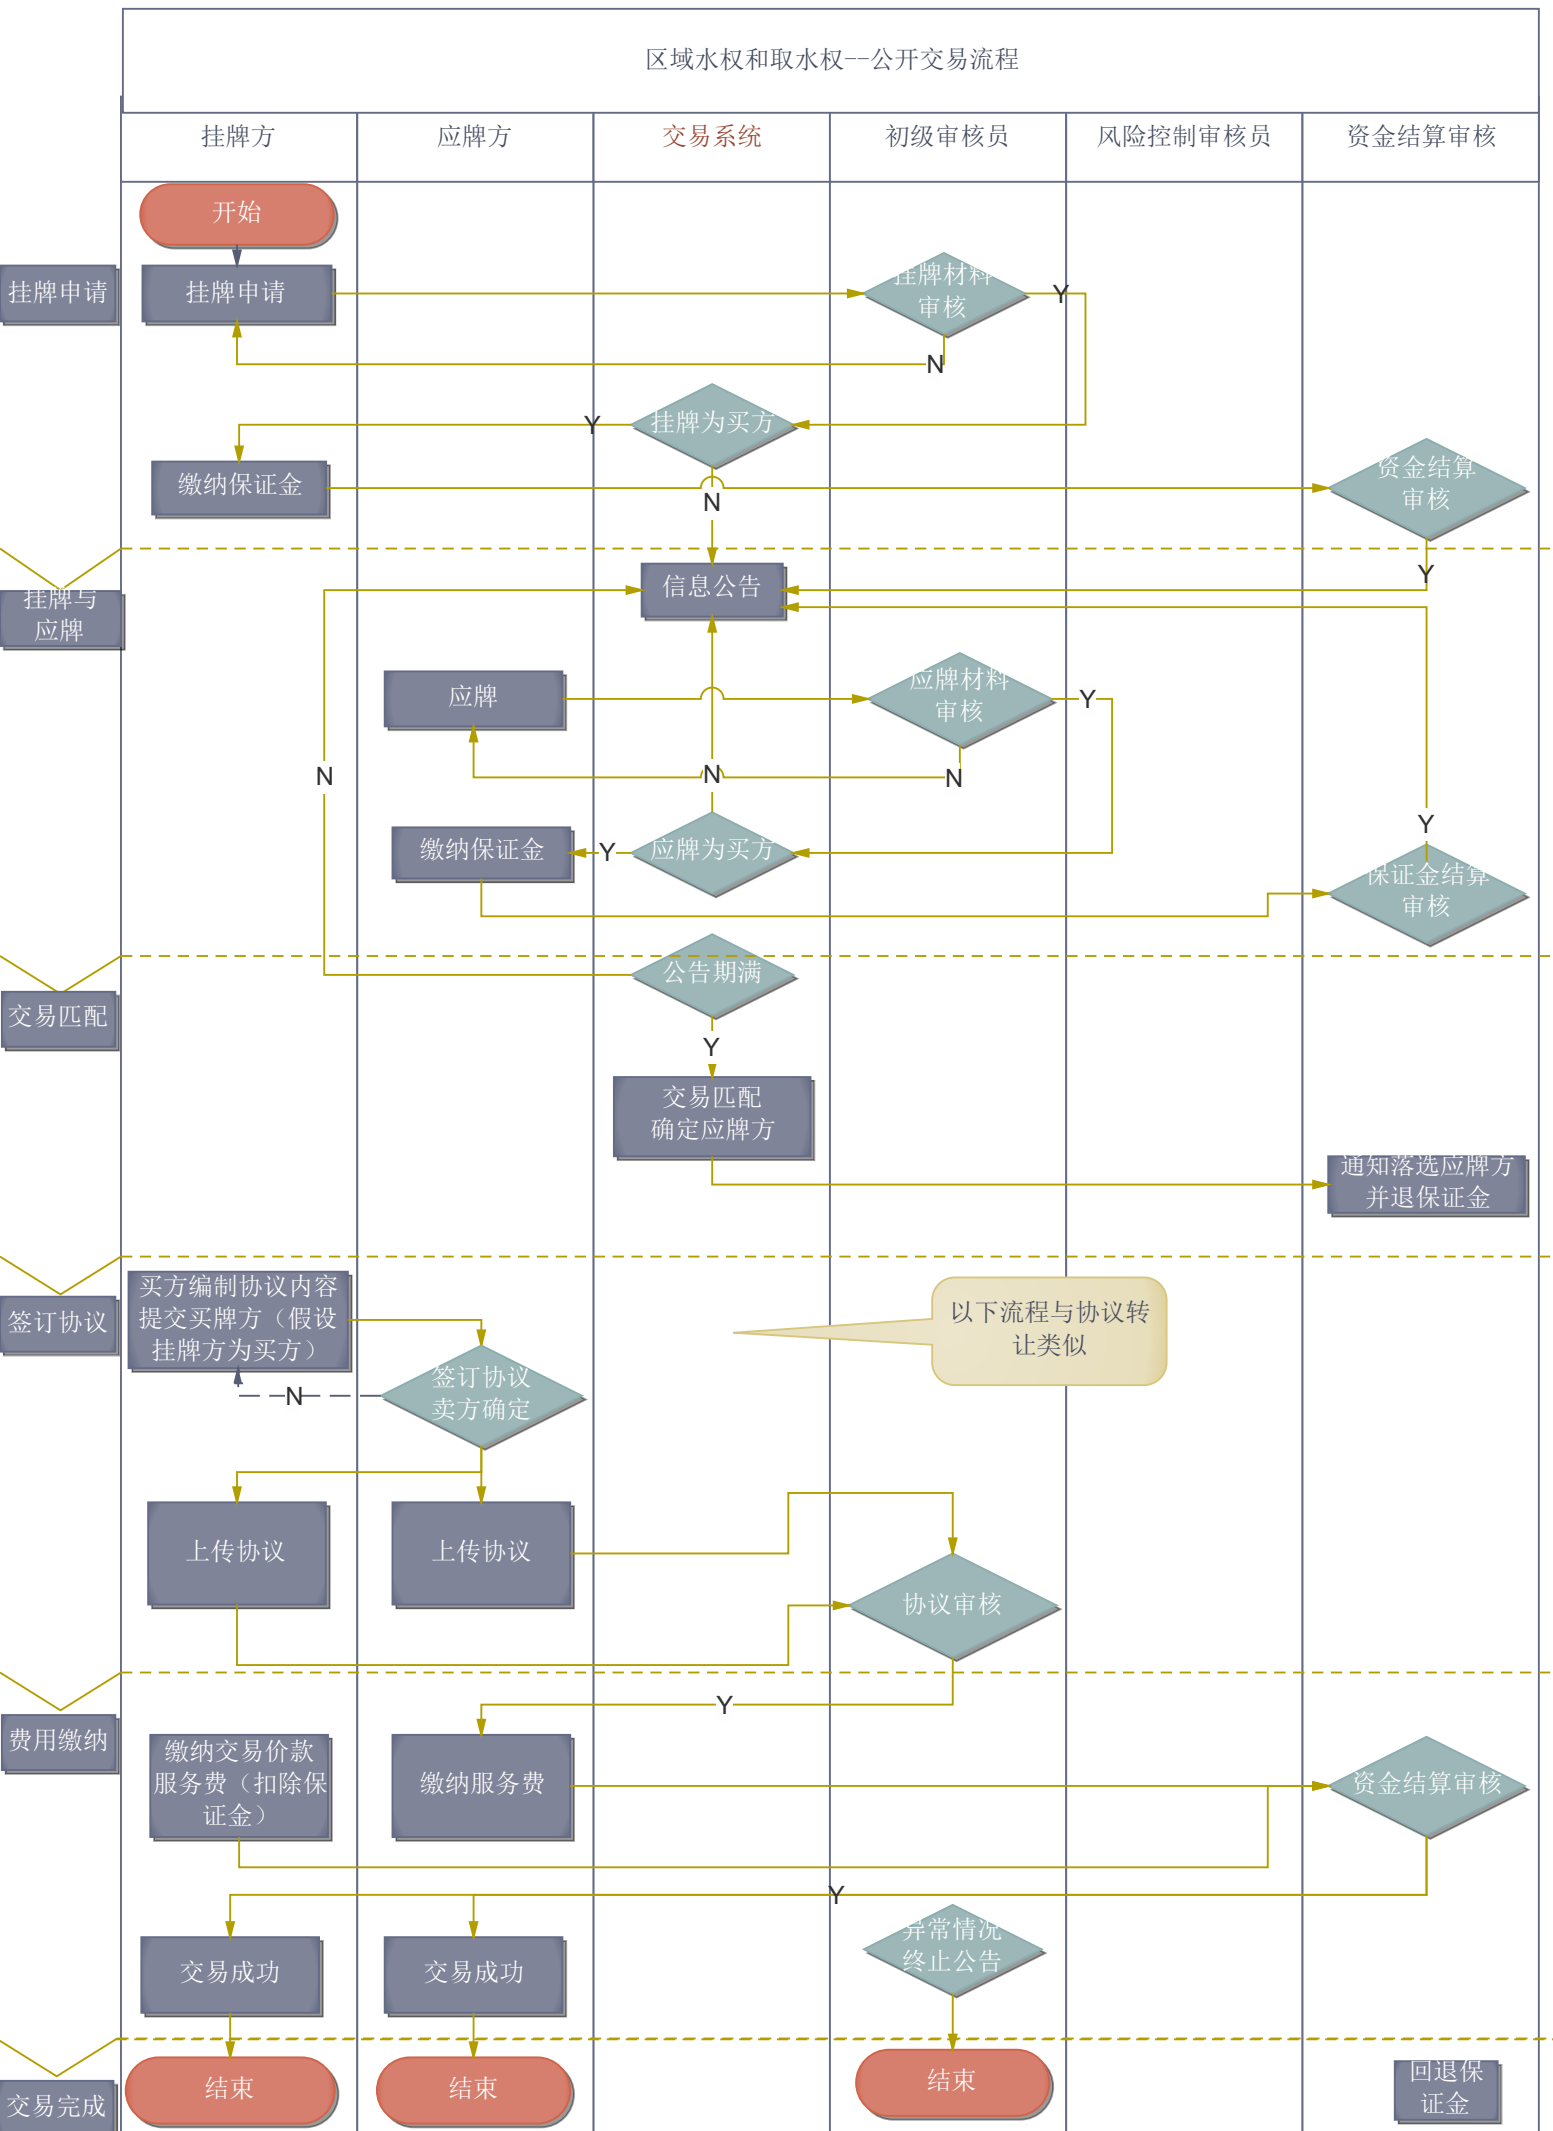 区域水权和取水权--公开交易流程
挂牌方
应牌方
交易系统
初级审核员
风险控制审核员
资金结算审核
开始
挂牌申请
挂牌申请
挂牌材料
审核
Y
N
挂牌为买方
Y
N
缴纳保证金
资金结算
审核
Y
挂牌与
应牌
信息公告
应牌
应牌材料
审核
Y
N
N
N
缴纳保证金
Y
应牌为买方
Y
保证金结算
审核
公告期满
交易匹配
Y
交易匹配
确定应牌方
通知落选应牌方
并退保证金
签订协议
买方编制协议内容
提交买牌方（假设
挂牌方为买方）
以下流程与协议转
让类似
签订协议
卖方确定
N
上传协议
上传协议
协议审核
Y
费用缴纳
缴纳交易价款
服务费（扣除保
证金）
缴纳服务费
资金结算审核
Y
异常情况
终止公告
交易成功
交易成功
交易完成
结束
结束
结束
回退保
证金